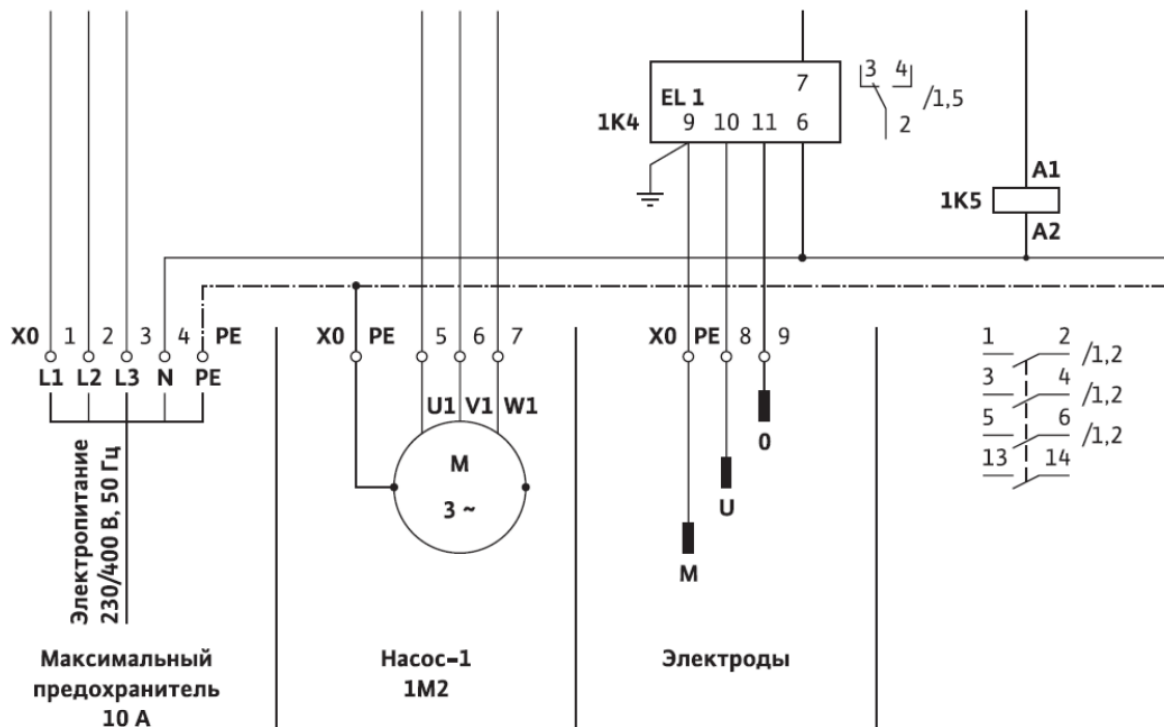 7
EL 1
1K4
9 10 11 6
3 4
/1,5
2
A1
1K5
A2
X0 1 2 3 4 PE
L1 L2 L3 N PE
Электропитание
230/400 В, 50 Гц
Максимальный
предохранитель
10 А
X0 PE 5 6 7
U1 V1 W1
M
3 ~
Насос-1
1М2
X0 PE 8 9
0
U
M
Электроды
1 2 /1,2
3 4 /1,2
5 6 /1,2
13 14